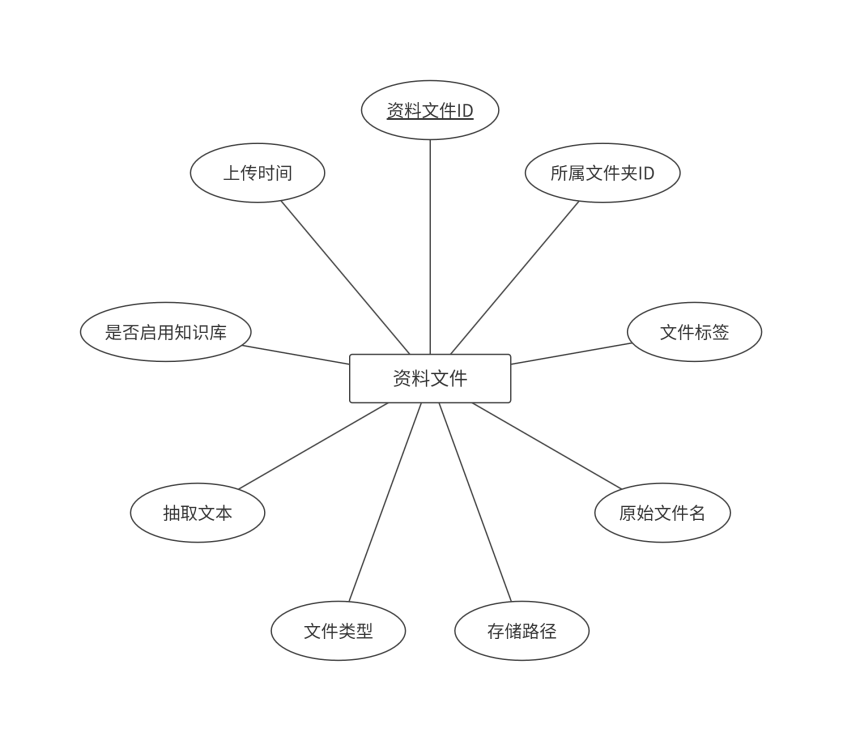 资料文件ID
上传时间
所属文件夹ID
是否启用知识库
文件标签
资料文件
抽取文本
原始文件名
文件类型
存储路径